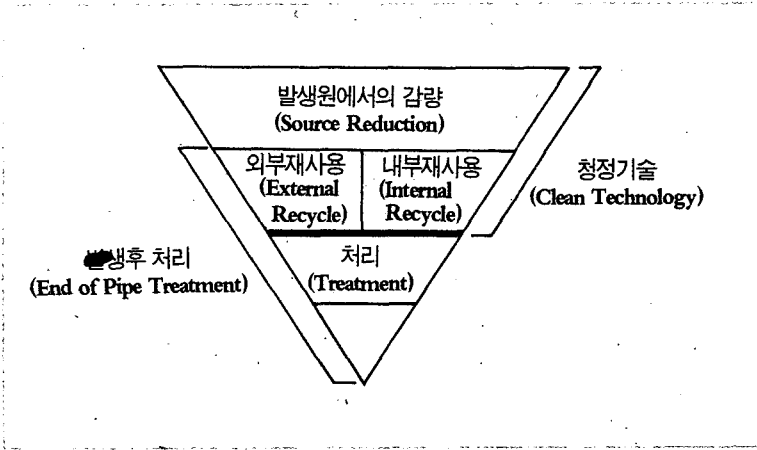 발생원에서의 감량
(Source Reduction)
외부재사용
(External
Recycle)
내부재사용
(Internal
Recycle)
청정기술
(Clean Technology)
처리
(Treatment)
처리
(End of Pipe Treatment)